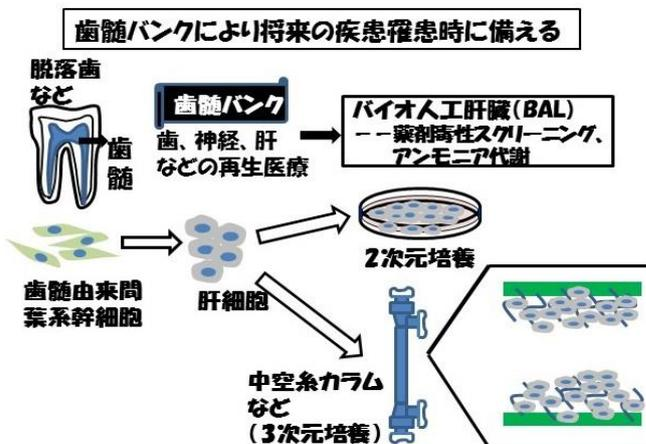 歯髄バンクにより将来の疾患罹患時に備える
脱落歯
など
歯
髄
歯髄バンク
歯、神経、肝
などの再生医療
バイオ人工肝臓(BAL)
ーー薬剤毒性スクリーニング、
アンモニア代謝
歯髄由来間
葉系幹細胞
肝細胞
2次元培養
中空糸カラム
など
(3次元培養)